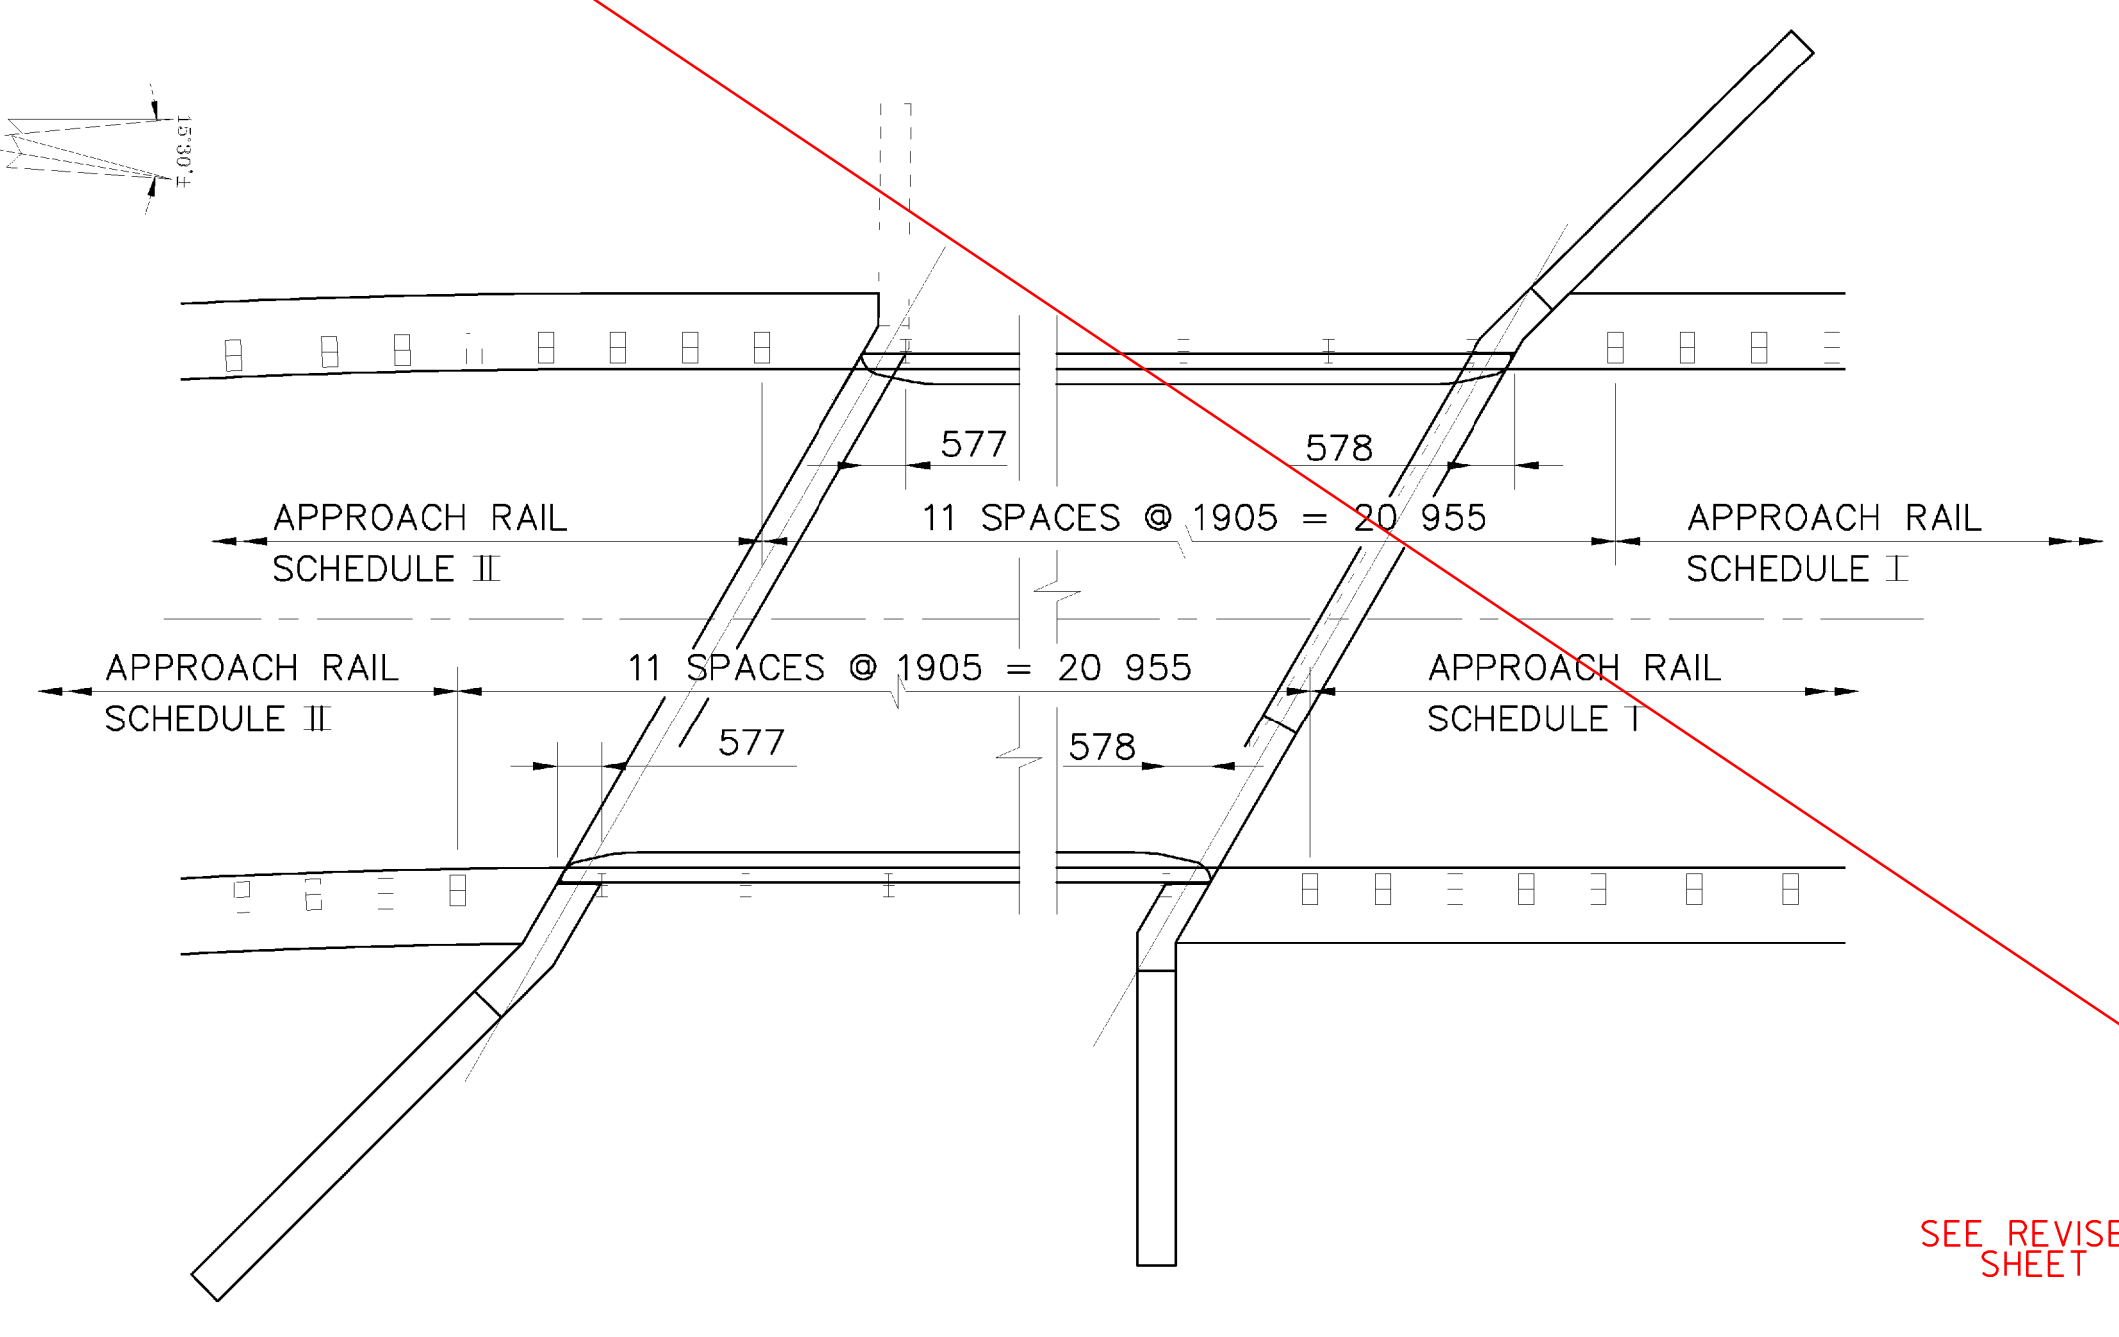 15°30'±
577
578
APPROACH RAIL
SCHEDULE II
11 SPACES @ 1905 = 20 955
APPROACH RAIL
SCHEDULE I
APPROACH RAIL
SCHEDULE II
11 SPACES @ 1905 = 20 955
APPROACH RAIL
SCHEDULE I
577
578
SEE REVISE
SHEET